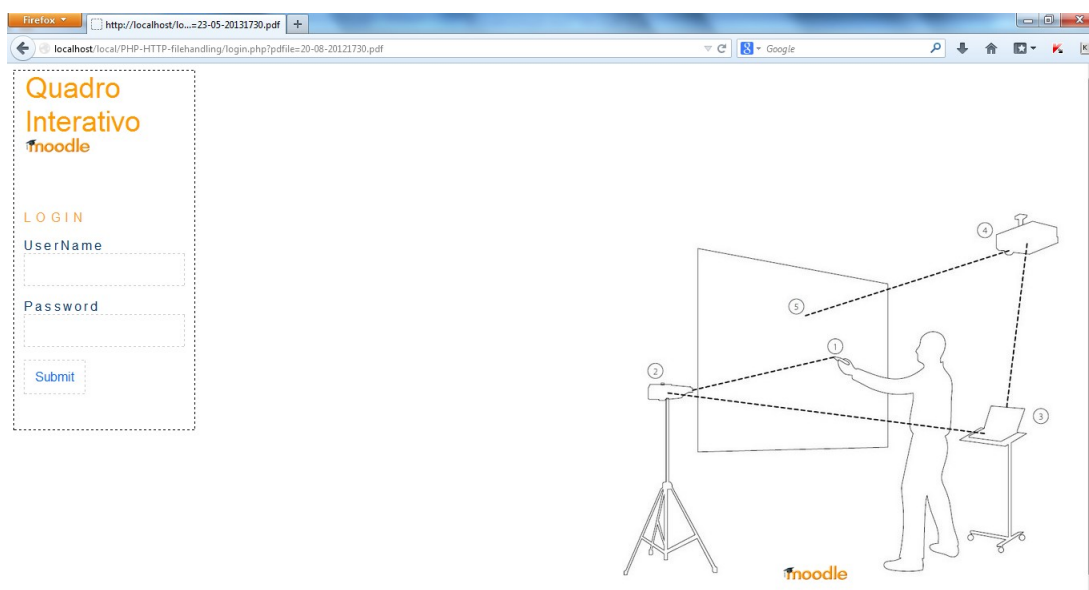 Firefox
http://localhost/lo...=23-05-20131730.pdf
localhost/local/PHP-HTTP-filehandling/login.php?pdfile=20-08-20121730.pdf
Google
Quadro
Interativo
moodle
LOGIN
UserName
Password
Submit
4
5
1
2
3
moodle